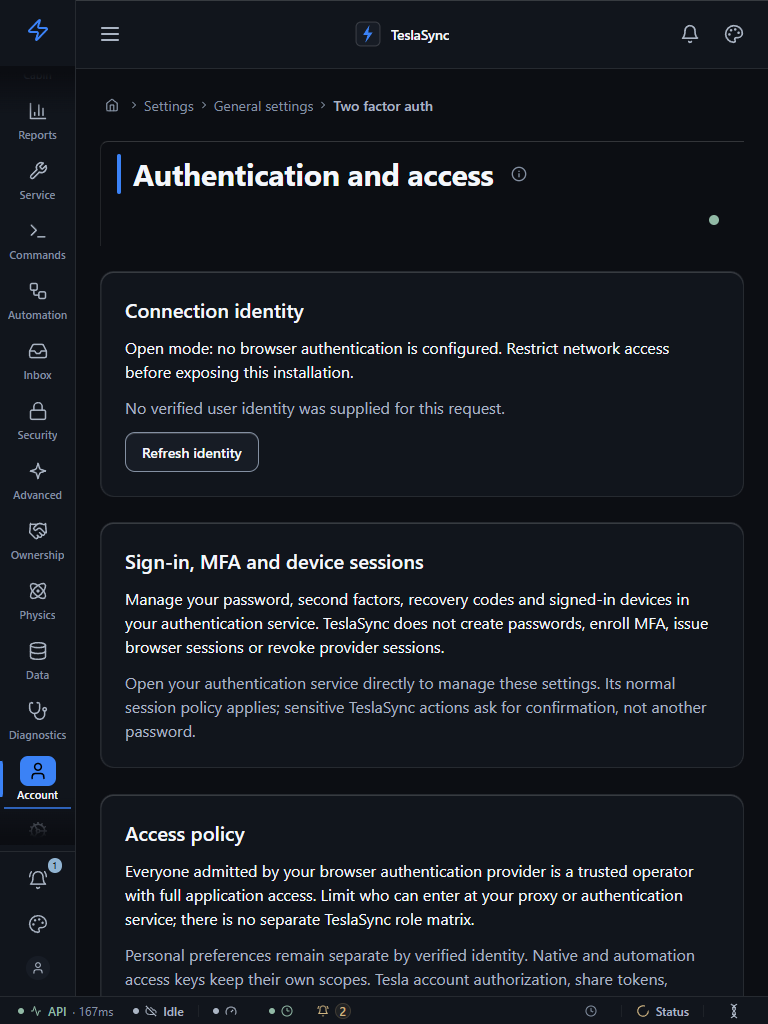 TeslaSync
Reports
Service
Commands
Automation
Inbox
Security
Advanced
Ownership
Physics
Data
Diagnostics
Account
1
Settings > General settings > Two factor auth
Authentication and access
Connection identity
Open mode: no browser authentication is configured. Restrict network access
before exposing this installation.
No verified user identity was supplied for this request.
Refresh identity
Sign-in, MFA and device sessions
Manage your password, second factors, recovery codes and signed-in devices in
your authentication service. TeslaSync does not create passwords, enroll MFA, issue
browser sessions or revoke provider sessions.
Open your authentication service directly to manage these settings. Its normal
session policy applies; sensitive TeslaSync actions ask for confirmation, not another
password.
Access policy
Everyone admitted by your browser authentication provider is a trusted operator
with full application access. Limit who can enter at your proxy or authentication
service; there is no separate TeslaSync role matrix.
Personal preferences remain separate by verified identity. Native and automation
access keys keep their own scopes. Tesla account authorization, share tokens,
API · 167ms Idle 2 Status